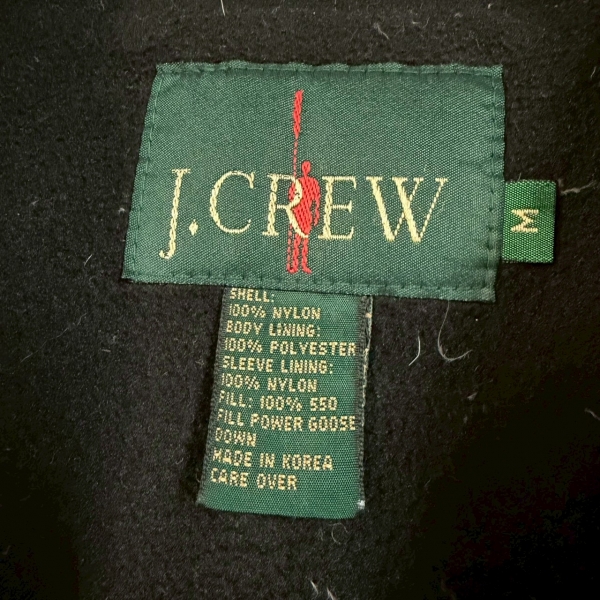 J.CREW
M
SHELL:
100% NYLON
BODY LINING:
100% POLYESTER
SLEEVE LINING:
100% NYLON
FILL: 100% 550
FILL POWER GOOSE
DOWN
MADE IN KOREA
CARE OVER